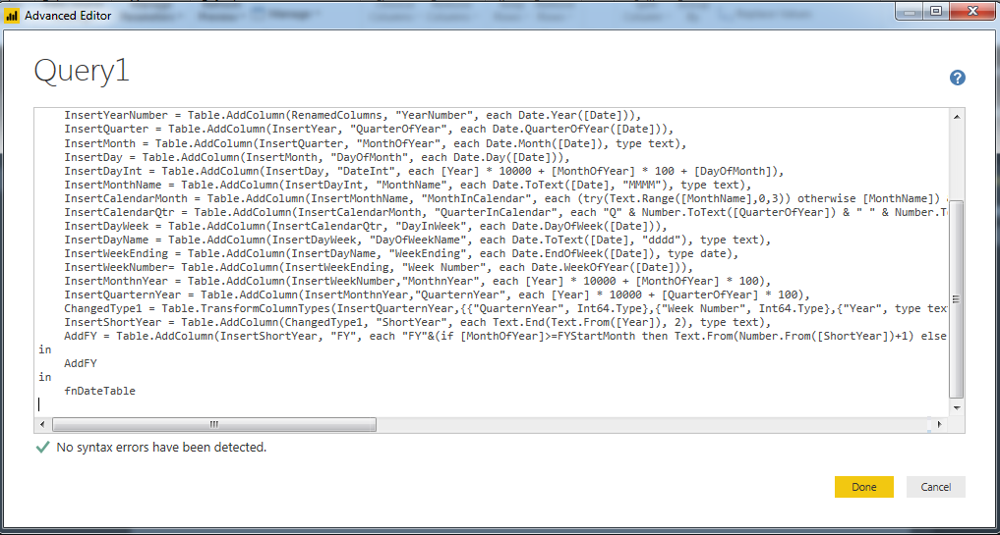 Advanced Editor
Query1
InsertYearNumber = Table.AddColumn(RenamedColumns, "YearNumber", each Date.Year([Date])),
InsertQuarter = Table.AddColumn(InsertYear, "QuarterOfYear", each Date.QuarterOfYear([Date])),
InsertMonth = Table.AddColumn(InsertQuarter, "MonthOfYear", each Date.Month([Date]), type text),
InsertDay = Table.AddColumn(InsertMonth, "DayOfMonth", each Date.Day([Date])),
InsertDayInt = Table.AddColumn(InsertDay, "DateInt", each [Year] * 10000 + [MonthOfYear] * 100 + [DayOfMonth]),
InsertMonthName = Table.AddColumn(InsertDayInt, "MonthName", each Date.ToText([Date], "MMMM"), type text),
InsertCalendarMonth = Table.AddColumn(InsertMonthName, "MonthInCalendar", each (try(Text.Range([MonthName],0,3)) otherwise [MonthName])
InsertCalendarQtr = Table.AddColumn(InsertCalendarMonth, "QuarterInCalendar", each "Q" & Number.ToText([QuarterOfYear]) & " " & Number.T
InsertDayWeek = Table.AddColumn(InsertCalendarQtr, "DayInWeek", each Date.DayOfWeek([Date])),
InsertDayName = Table.AddColumn(InsertDayWeek, "DayOfWeekName", each Date.ToText([Date], "dddd"), type text),
InsertWeekEnding = Table.AddColumn(InsertDayName, "WeekEnding", each Date.EndOfWeek([Date]), type date),
InsertWeekNumber= Table.AddColumn(InsertWeekEnding, "Week Number", each Date.WeekOfYear([Date])),
InsertMonthnYear = Table.AddColumn(InsertWeekNumber,"MonthnYear", each [Year] * 10000 + [MonthOfYear] * 100),
InsertQuarternYear = Table.AddColumn(InsertMonthnYear,"QuarternYear", each [Year] * 10000 + [QuarterOfYear] * 100),
ChangedType1 = Table.TransformColumnTypes(InsertQuarternYear,{{"QuarternYear", Int64.Type},{"Week Number", Int64.Type},{"Year", type tex
InsertShortYear = Table.AddColumn(ChangedType1, "ShortYear", each Text.End(Text.From([Year]), 2), type text),
AddFY = Table.AddColumn(InsertShortYear, "FY", each "FY"&(if [MonthOfYear]>=FYStartMonth then Text.From(Number.From([ShortYear])+1) else
in
AddFY
in
fnDateTable
No syntax errors have been detected.
Done
Cancel